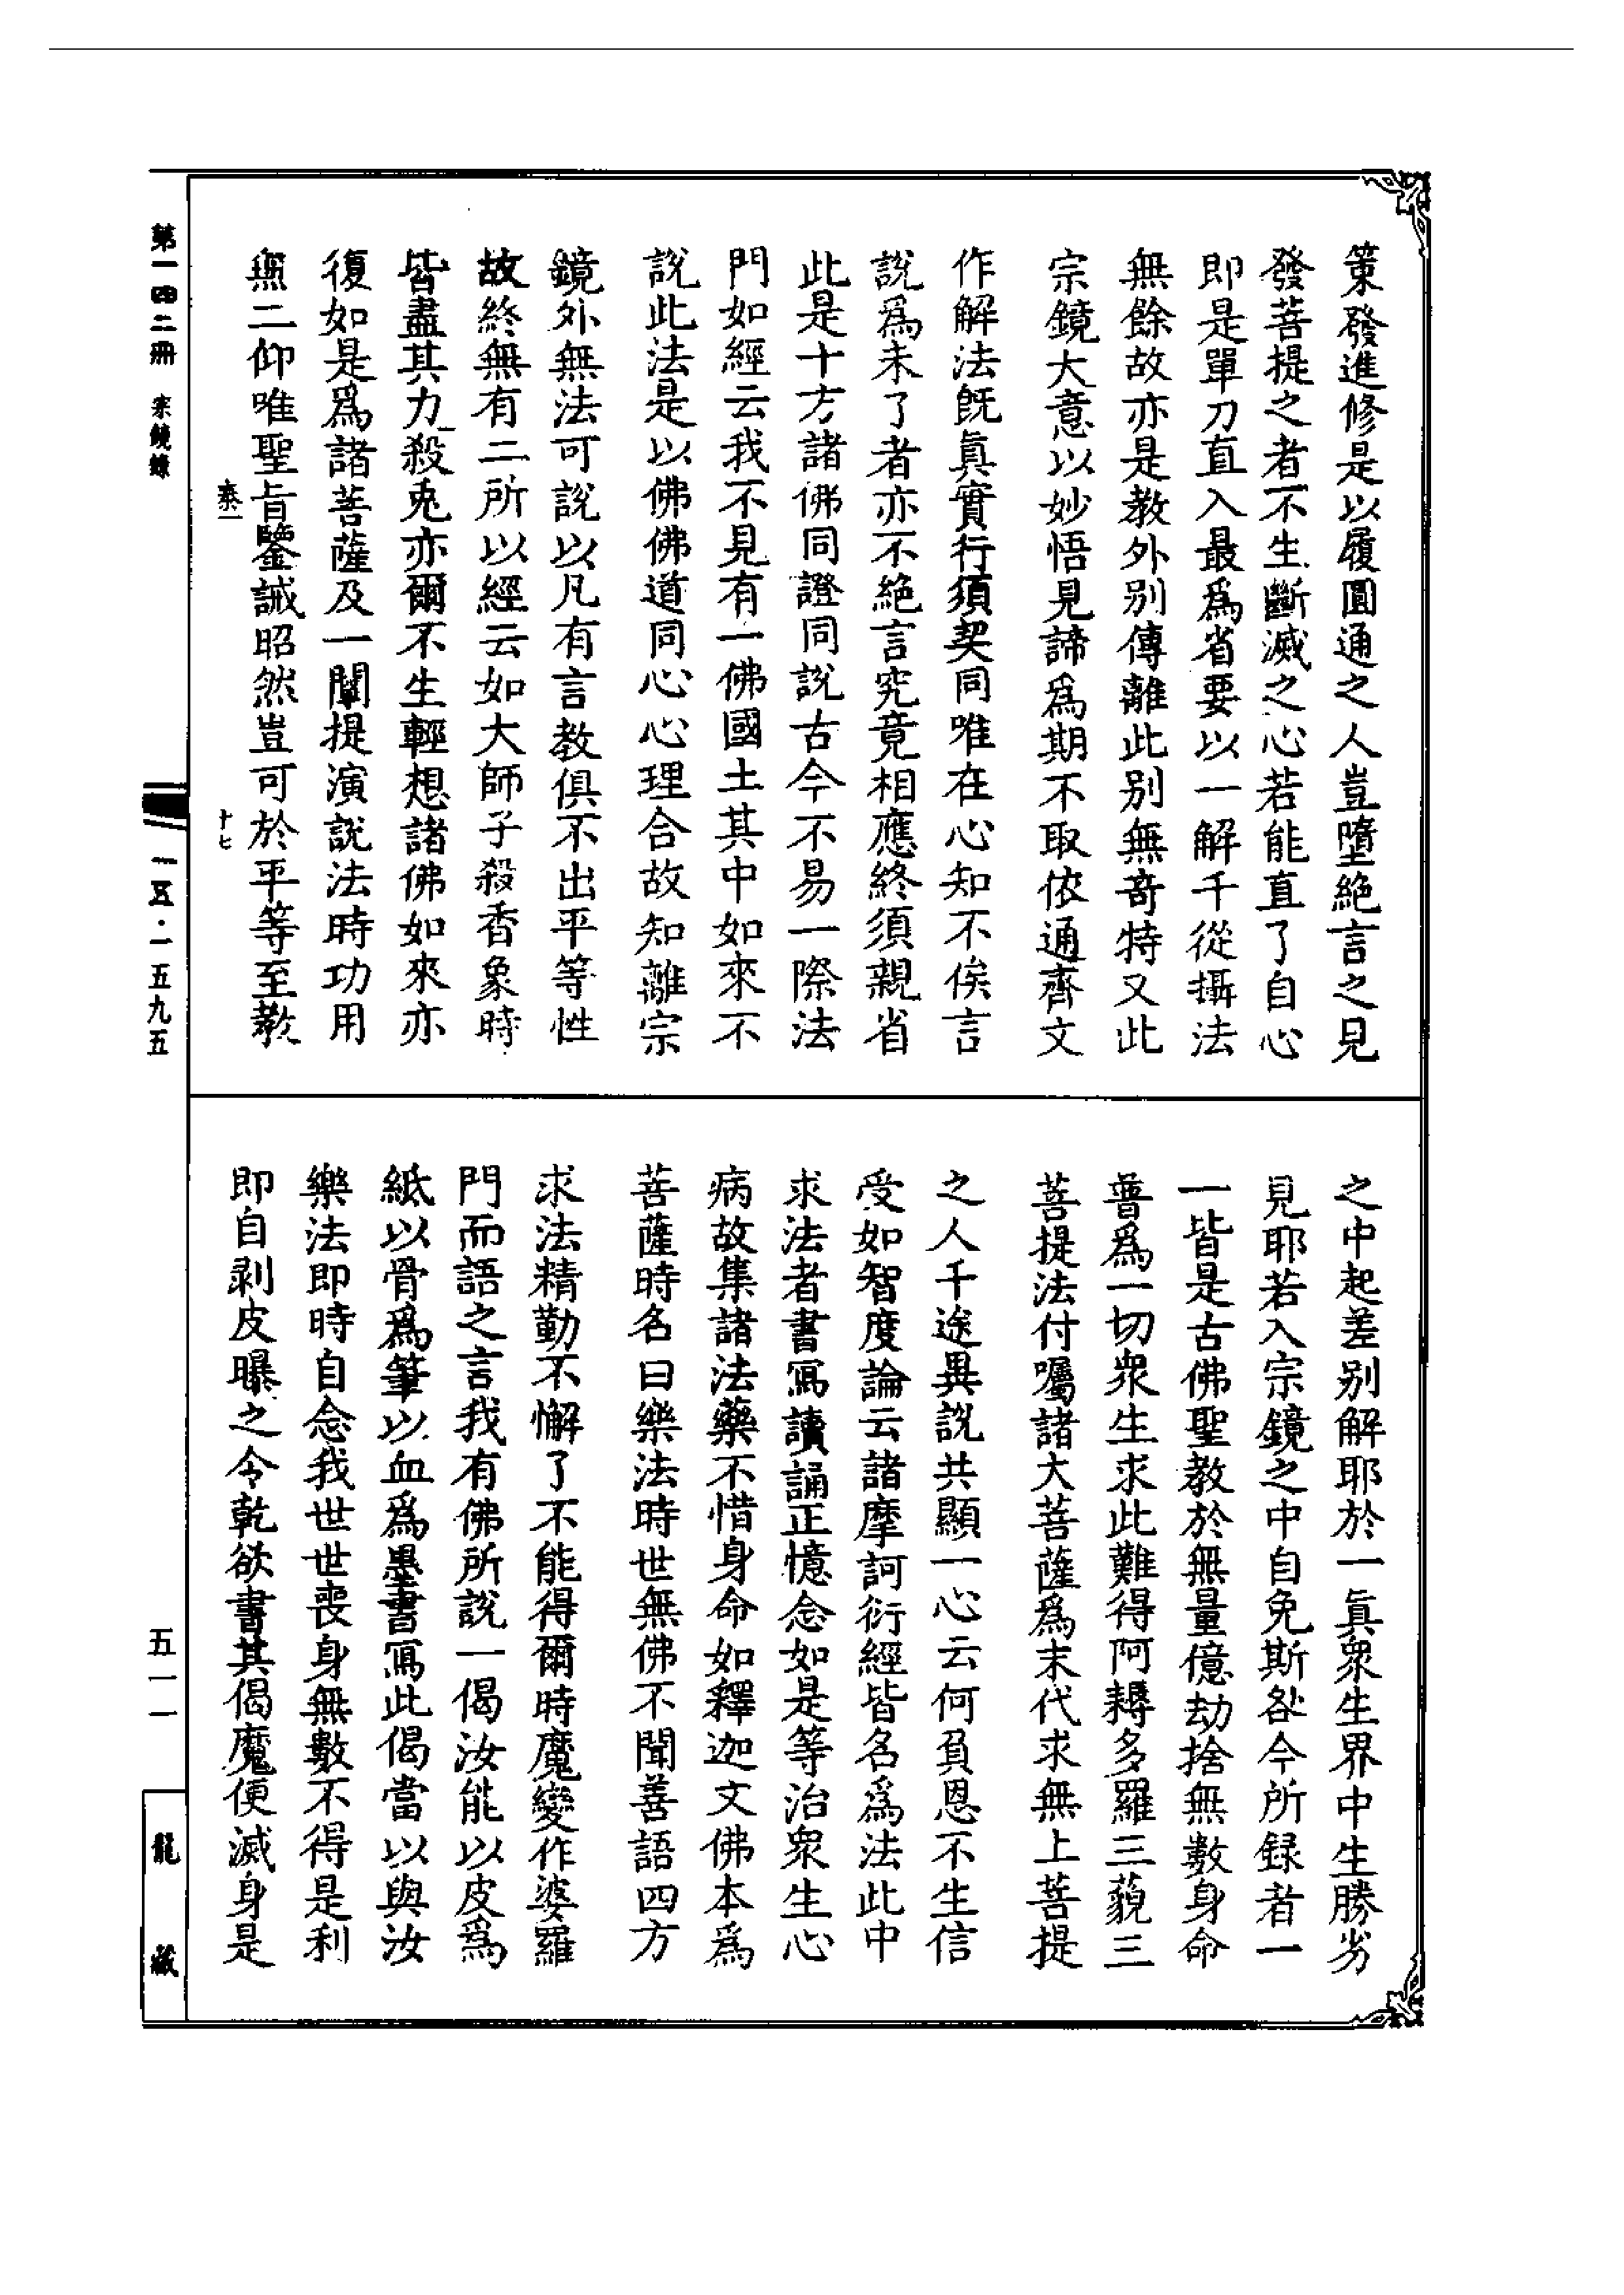 策發進修是以履圓通之人豈墮絕言之見
發菩提之者不生斷滅之心若能直了自心
即是單刀直入最爲省要以一解千從攝法
無餘故亦是教外別傳離此別無奇特又此
宗鏡大意以妙悟見諦爲期不取依通齊文
作解法旣眞實行須契同唯在心知不俟言
說爲未了者亦不絕言究竟相應終須親省
此是十方諸佛同證同說古今不易一際法
門如經云我不見有一佛國土其中如來不
說此法是以佛佛道同心心理合故知離宗
鏡外無法可說以凡有言教俱不出平等性
故終無有二所以經云如大師子殺香象時
皆盡其力殺兎亦爾不生輕想諸佛如來亦
復如是爲諸菩薩及一闡提演說法時功用
無二仰唯聖旨鑒誡昭然豈可於平等至教
之中起差別解耶於一眞衆生界中生勝劣
見耶若入宗鏡之中自免斯咎今所録者一
一皆是古佛聖教於無量億劫捨無數身命
普爲一切衆生求此難得阿耨多羅三藐三
菩提法付囑諸大菩薩爲末代求無上菩提
之人千途異說共顯一心云何負恩不生信
受如智度論云諸摩訶衍經皆名爲法此中
求法者書寫讀誦正憶念如是等治衆生心
病故集諸法藥不惜身命如釋迦文佛本爲
菩薩時名曰樂法時世無佛不聞善語四方
求法精勤不懈了不能得爾時魔變作婆羅
門而語之言我有佛所說一偈汝能以皮爲
紙以骨爲筆以血爲墨書寫此偈當以與汝
樂法即時自念我世世喪身無數不得是利
即自剥皮曝之令乾欲書其偈魔便滅身是
第一四二冊 宗鏡錄
一五·一五九五
五一一
龍藏
十七